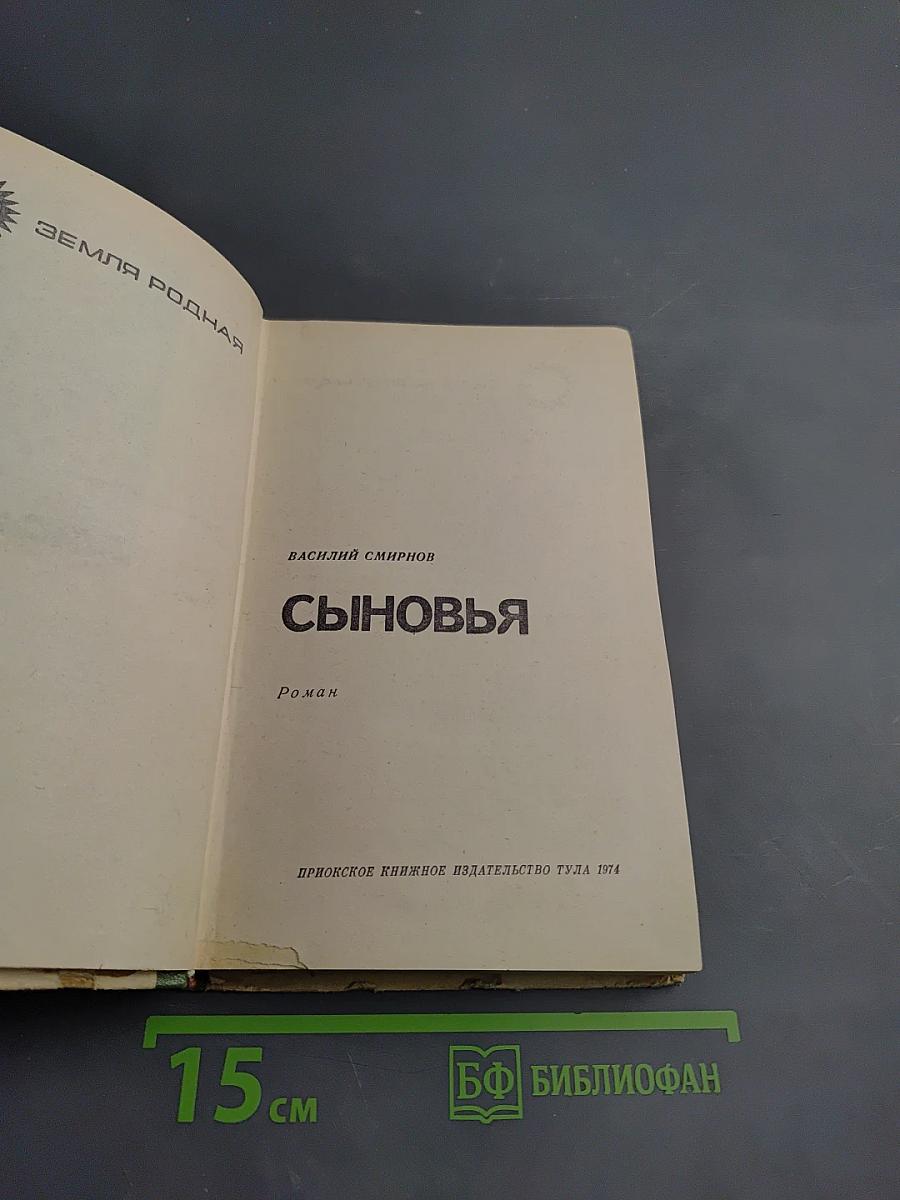 ЗЕМЛЯ РОДНАЯ
ВАСИЛИЙ СМИРНОВ
СЫНОВЬЯ
Роман
ПРИОКСКОЕ КНИЖНОЕ ИЗДАТЕЛЬСТВО ТУЛА 1974
15 см
БФ БИБЛИОФАН